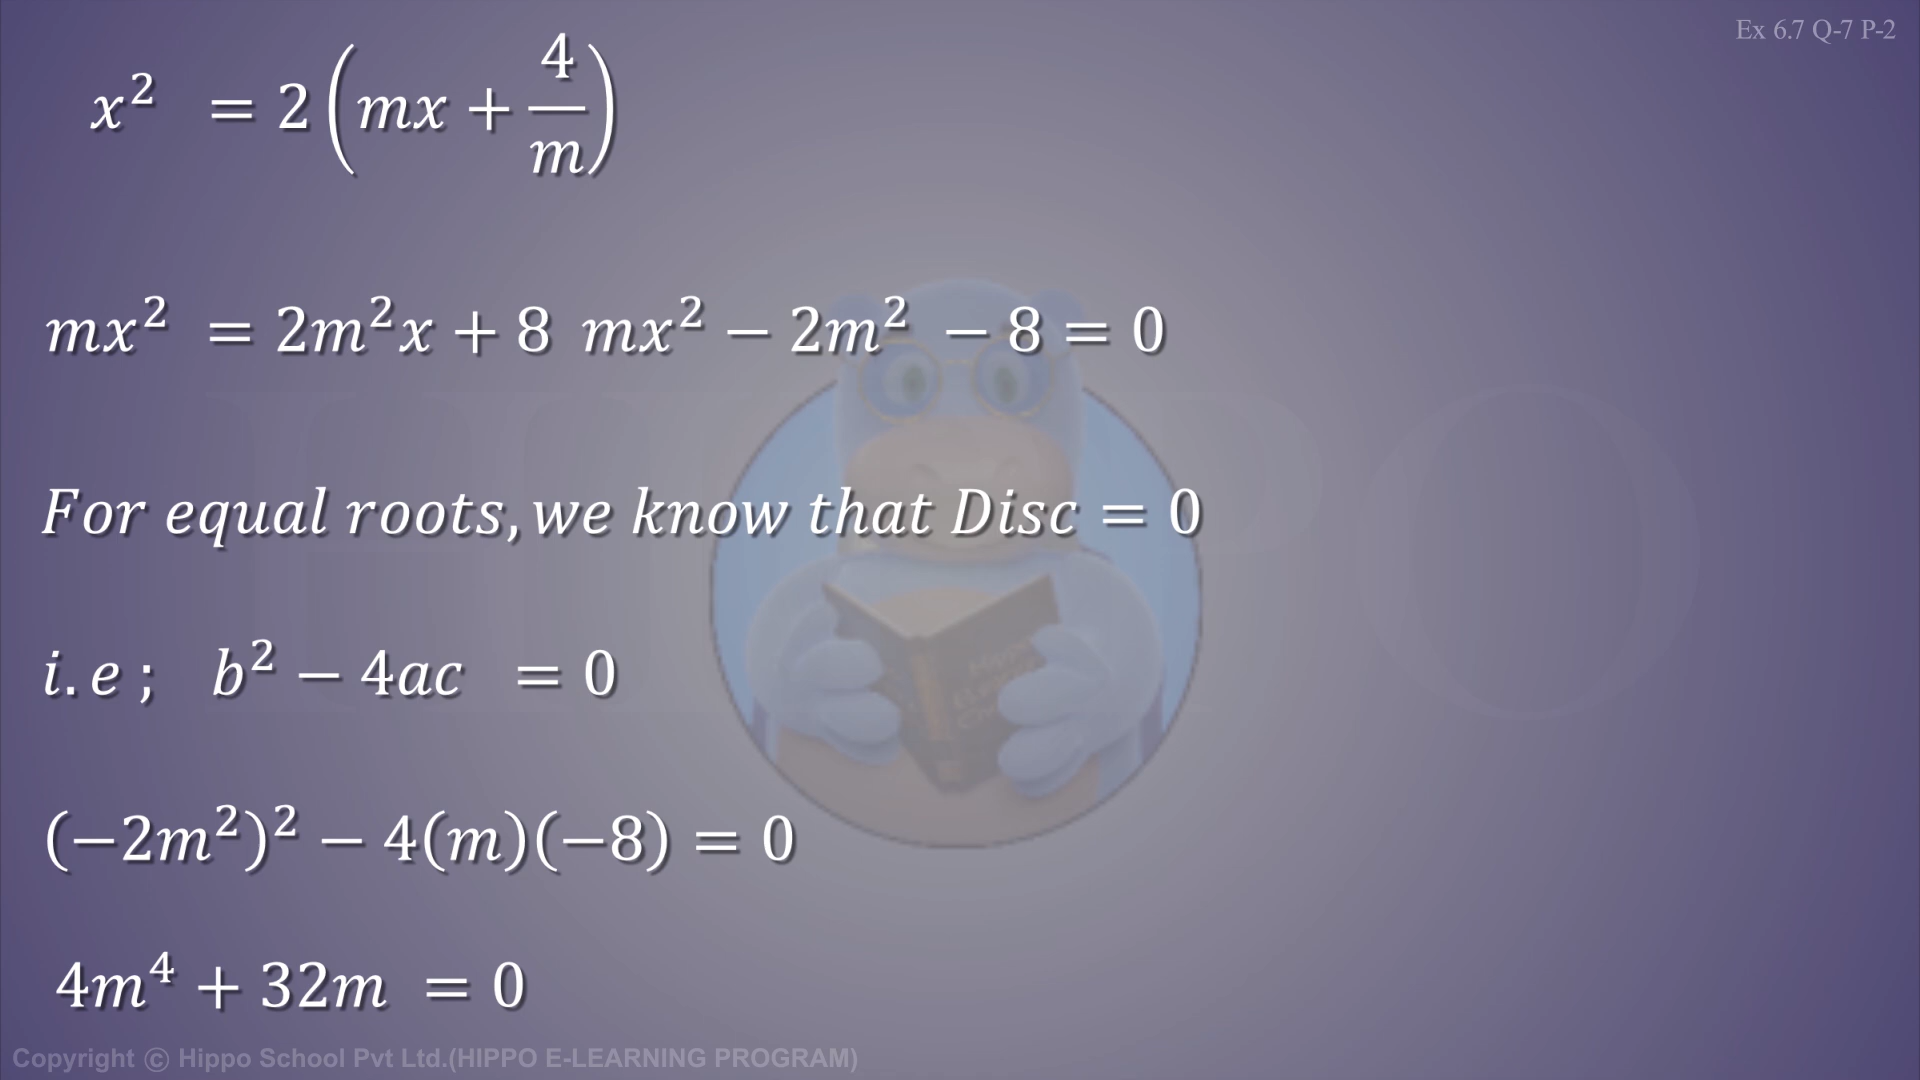 Ex 6.7 Q-7 P-2
x² = 2(mx + 4/m)
mx² = 2m²x + 8 mx² − 2m² − 8 = 0
For equal roots, we know that Disc = 0
i.e ; b² − 4ac = 0
(−2m²)² − 4(m)(−8) = 0
4m⁴ + 32m = 0
Copyright © Hippo School Pvt Ltd.(HIPPO E-LEARNING PROGRAM)